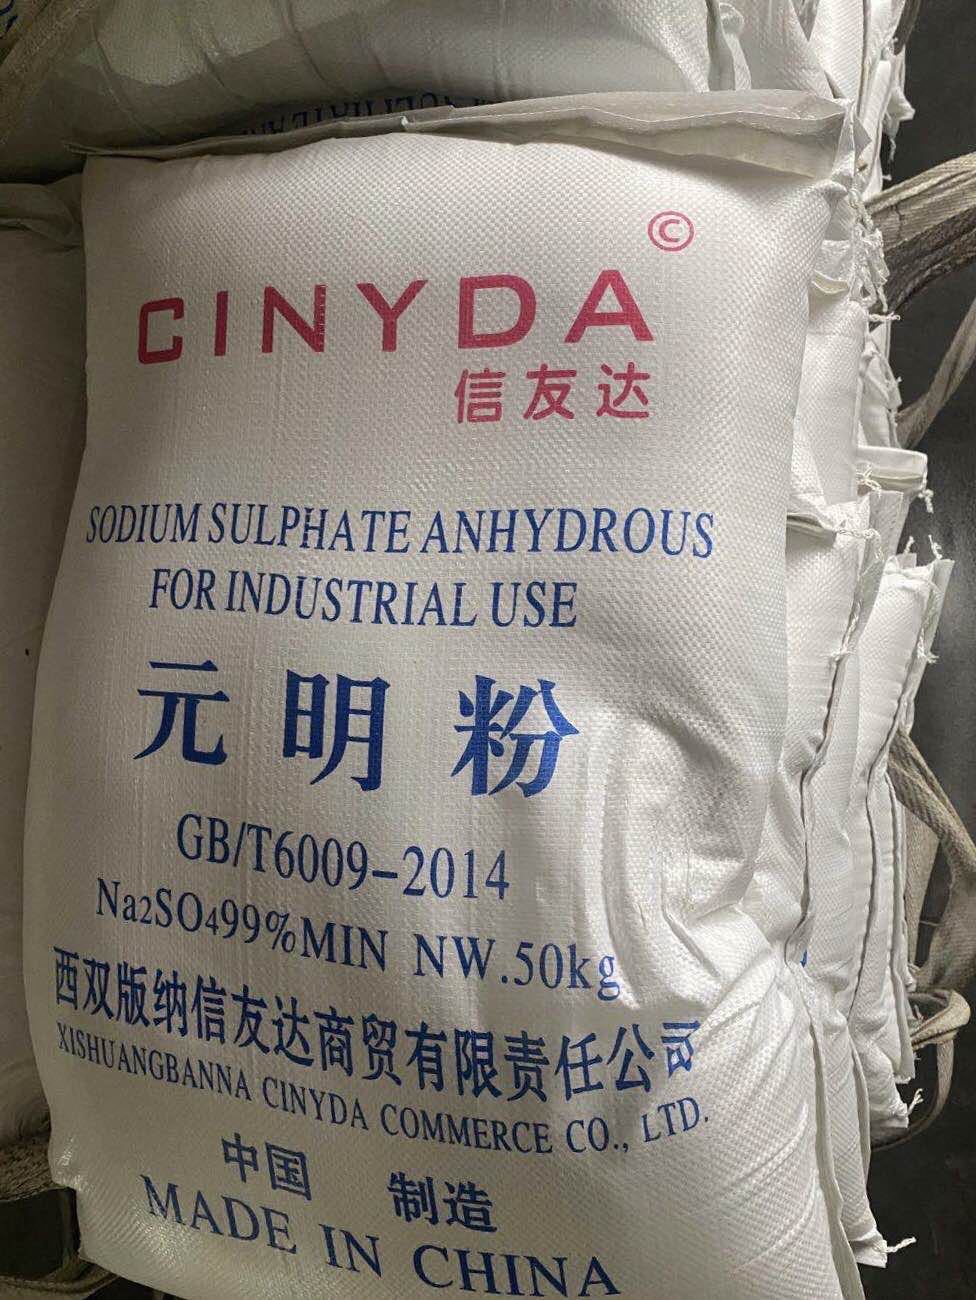 ©
CINYDA
信友达
SODIUM SULPHATE ANHYDROUS
FOR INDUSTRIAL USE
元明粉
GB/T6009-2014
Na2SO499%MIN NW.50kg
西双版纳信友达商贸有限责任公司
XISHUANGBANNA CINYDA COMMERCE CO., LTD.
中国 制造
MADE IN CHINA